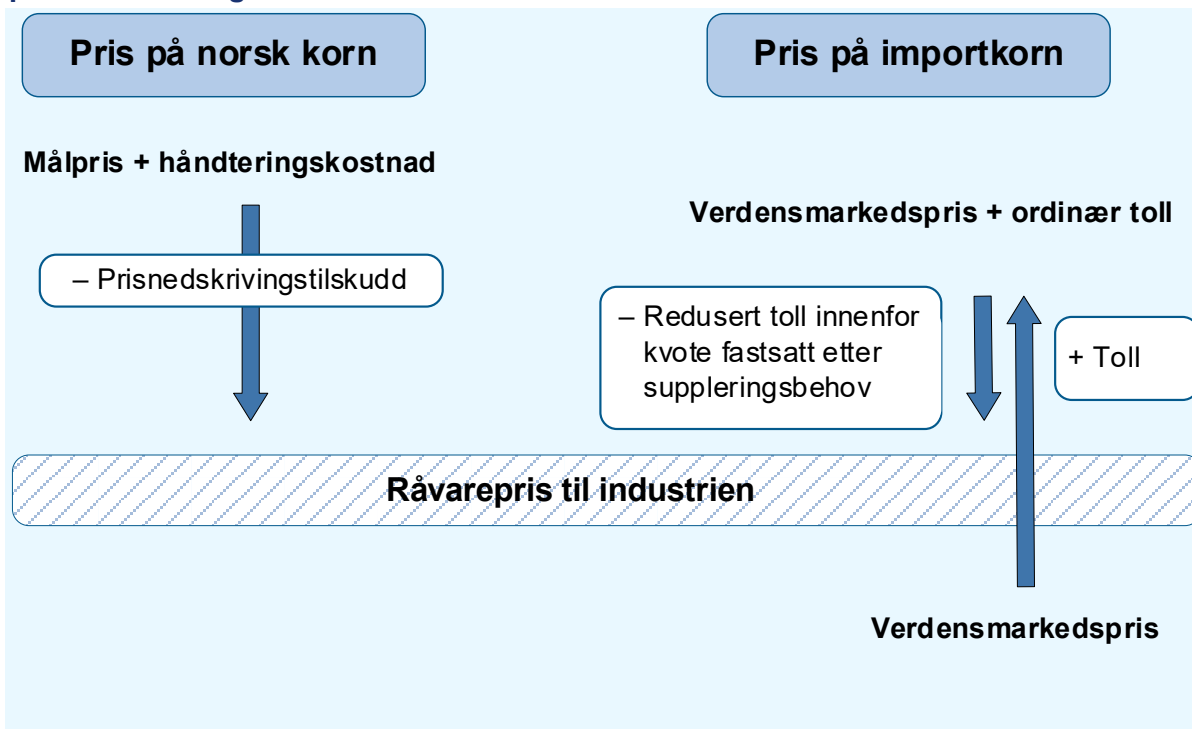 Pris på norsk korn
Pris på importkorn
Målpris + håndteringskostnad
– Prisnedskrivingstilskudd
Verdensmarkedspris + ordinær toll
– Redusert toll innenfor
kvote fastsatt etter
suppleringsbehov
+ Toll
Råvarepris til industrien
Verdensmarkedspris